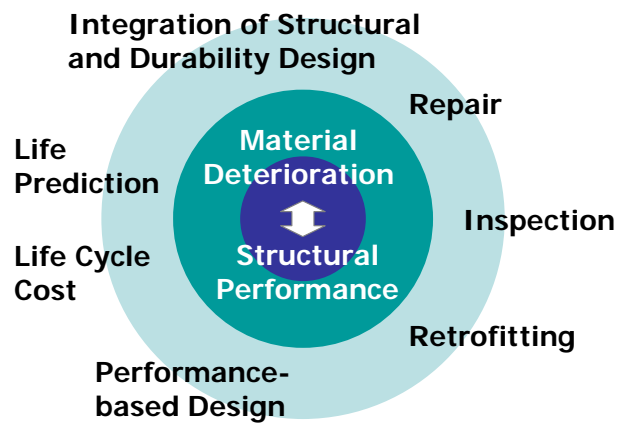 Integration of Structural
and Durability Design
Repair
Material
Deterioration
Life
Prediction
Inspection
Structural
Performance
Life Cycle
Cost
Retrofitting
Performance-
based Design